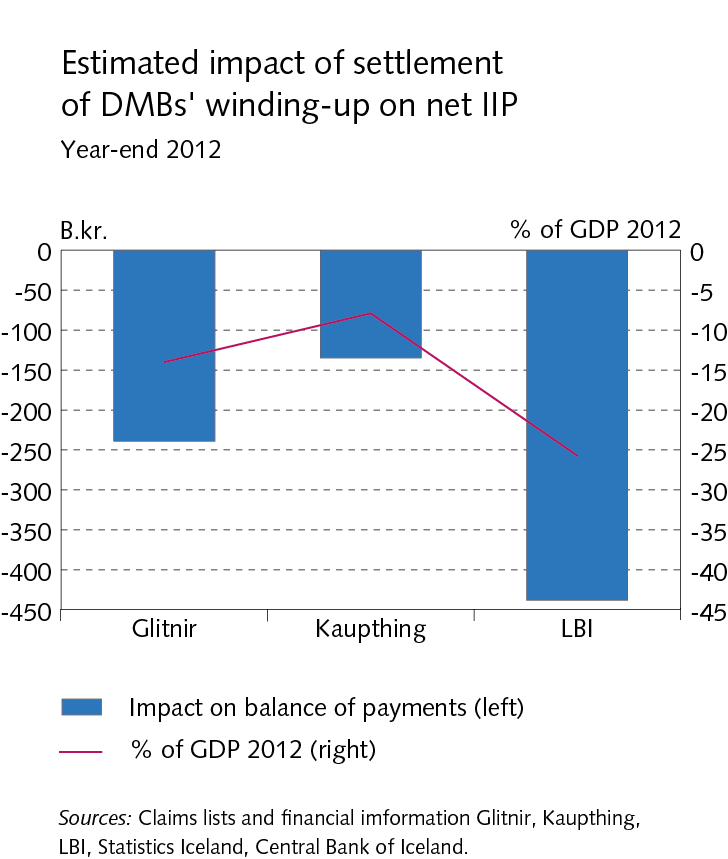 Estimated impact of settlement
of DMBs' winding-up on net IIP
Year-end 2012
B.kr. % of GDP 2012
0 0
-50 -5
-100 -10
-150 -15
-200 -20
-250 -25
-300 -30
-350 -35
-400 -40
-450 -45
Glitnir Kaupthing LBI
Impact on balance of payments (left)
% of GDP 2012 (right)
Sources: Claims lists and financial imformation Glitnir, Kaupthing,
LBI, Statistics Iceland, Central Bank of Iceland.